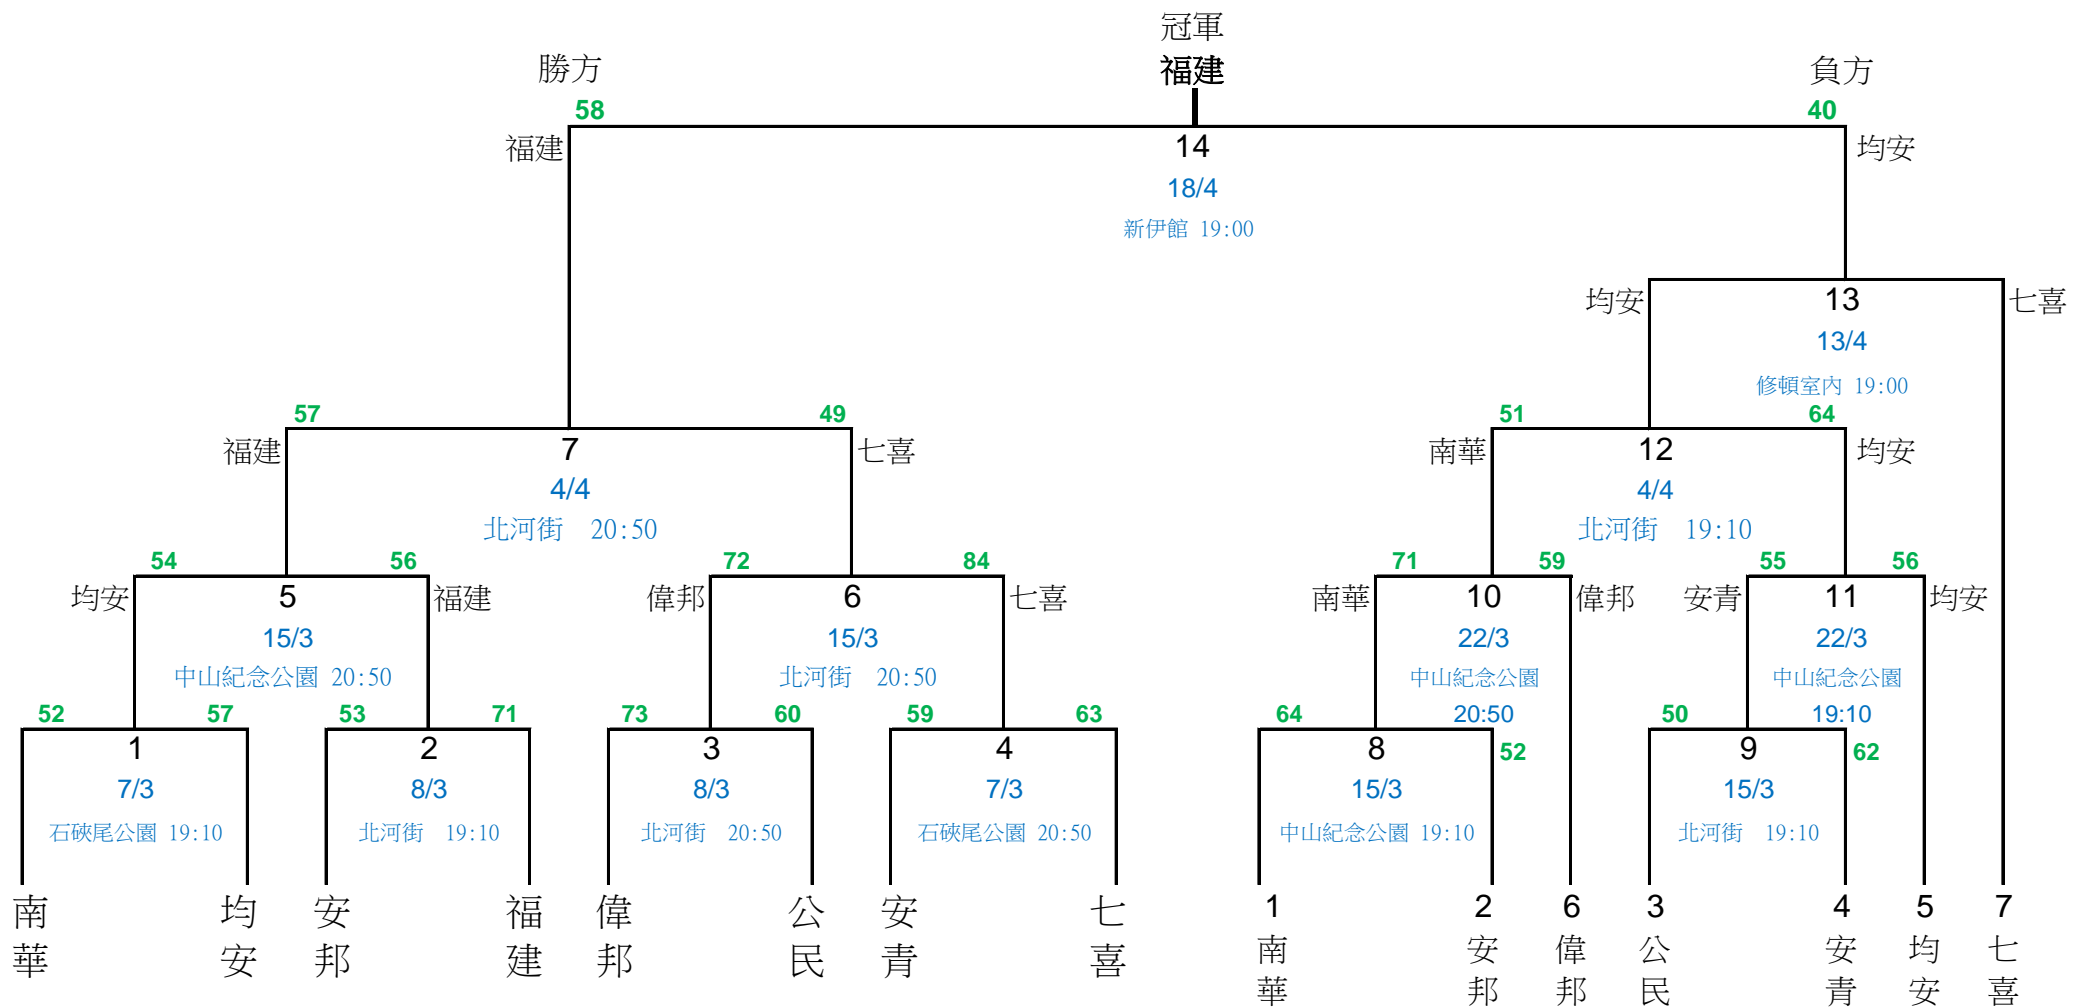 冠軍
勝方 福建 負方
58 40
福建 14 均安
18/4
新伊館 19:00
均安 13 七喜
13/4
修頓室內 19:00
57 49 51 64
福建 7 七喜 南華 12 均安
4/4 4/4
北河街 20:50 北河街 19:10
54 56 72 84 71 59 55 56
均安 5 福建 偉邦 6 七喜 南華 10 偉邦 安青 11 均安
15/3 15/3 22/3 22/3
中山紀念公園 20:50 北河街 20:50 中山紀念公園 中山紀念公園
52 57 53 71 73 60 59 63 64 20:50 50 19:10
1 2 3 4 8 52 9 62
7/3 8/3 8/3 7/3 15/3 15/3
石硤尾公園 19:10 北河街 19:10 北河街 20:50 石硤尾公園 20:50 中山紀念公園 19:10 北河街 19:10
南華 均安 安邦 福建 偉邦 公民 安青 七喜 1 2 6 3 4 5 7
南華 安邦 偉邦 公民 安青 均安 七喜